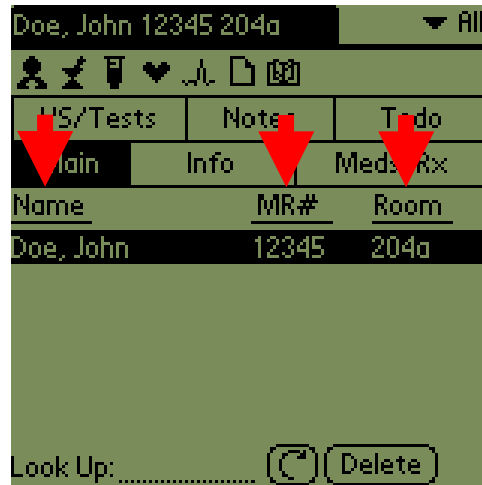 Doe, John 12345 204a All
VS/Tests Notes Todo
Main Info Meds/Rx
Name MR# Room
Doe, John 12345 204a
Look Up: Delete